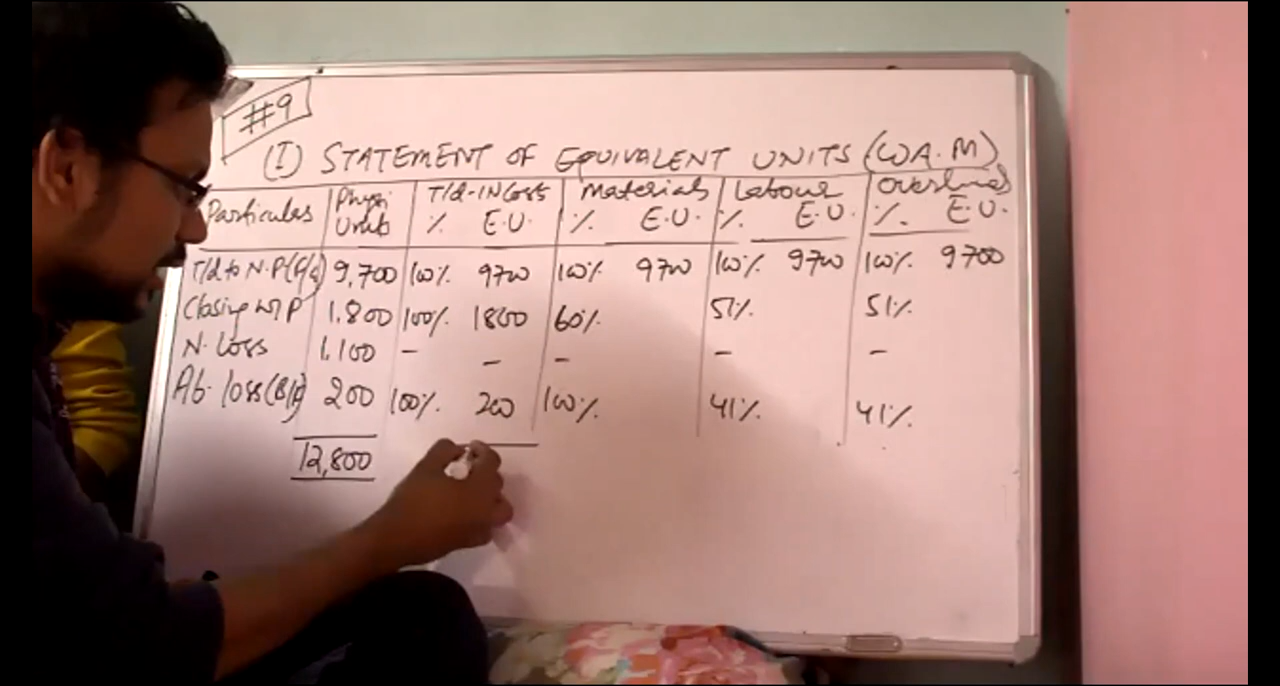 #9
(I) STATEMENT OF EQUIVALENT UNITS (W.A.M)
Particulars Physi Units T/d-IN Costs % E.U. Materials % E.U. Labour % E.U. Overhead % E.U.
T/d to N.P 9,700 100% 9700 100% 9700 100% 9700 100% 9700
Closing WIP 1,800 100% 1800 60% 51% 51%
N. Loss 1,100 - - - - -
Ab. loss(B/f) 200 100% 200 100% 41% 41%
12,800